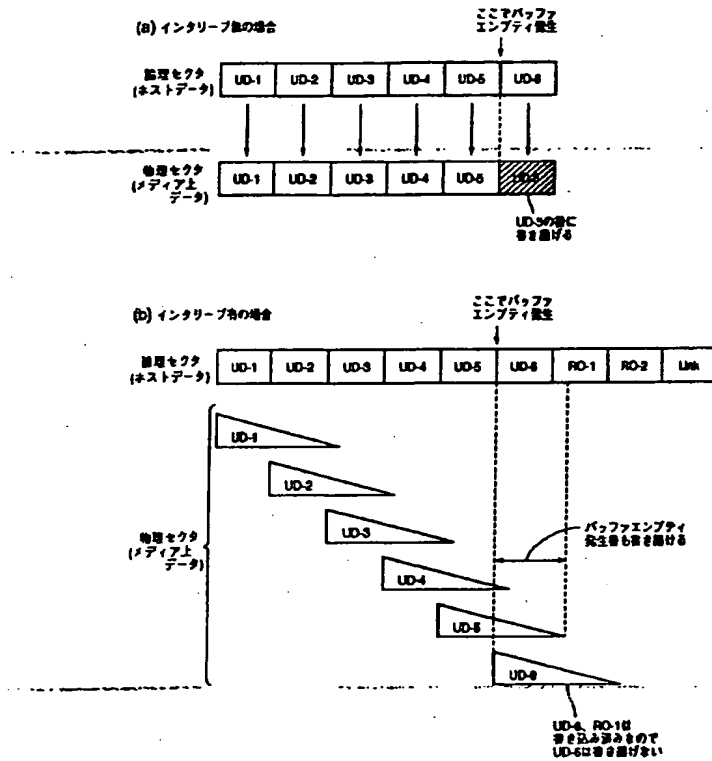 (a) インタリーブ無の場合
ここでバッファ
エンプティ発生
論理セクタ
(ホストデータ)
UD-1 UD-2 UD-3 UD-4 UD-5 UD-6
物理セクタ
(メディア上
データ)
UD-1 UD-2 UD-3 UD-4 UD-5
UD-5の後に
書き繋げる
(b) インタリーブ有の場合
ここでバッファ
エンプティ発生
論理セクタ
(ホストデータ)
UD-1 UD-2 UD-3 UD-4 UD-5 UD-6 RO-1 RO-2 Link
UD-1
UD-2
UD-3
物理セクタ
(メディア上
データ)
バッファエンプティ
発生後も書き続ける
UD-4
UD-5
UD-6
UD-6、RO-1は
書き込み済みなので
UD-6は書き繋げない